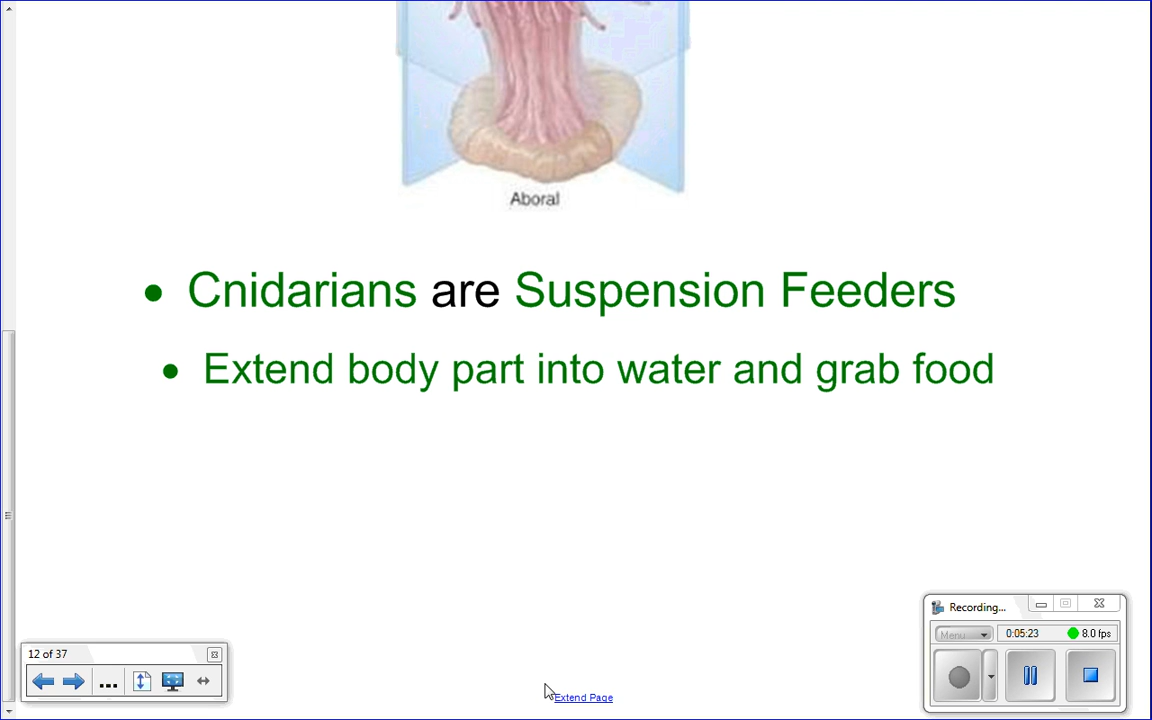 Aboral
• Cnidarians are Suspension Feeders
• Extend body part into water and grab food
Recording...
Menu
0:05:23
8.0 fps
12 of 37
...
Extend Page